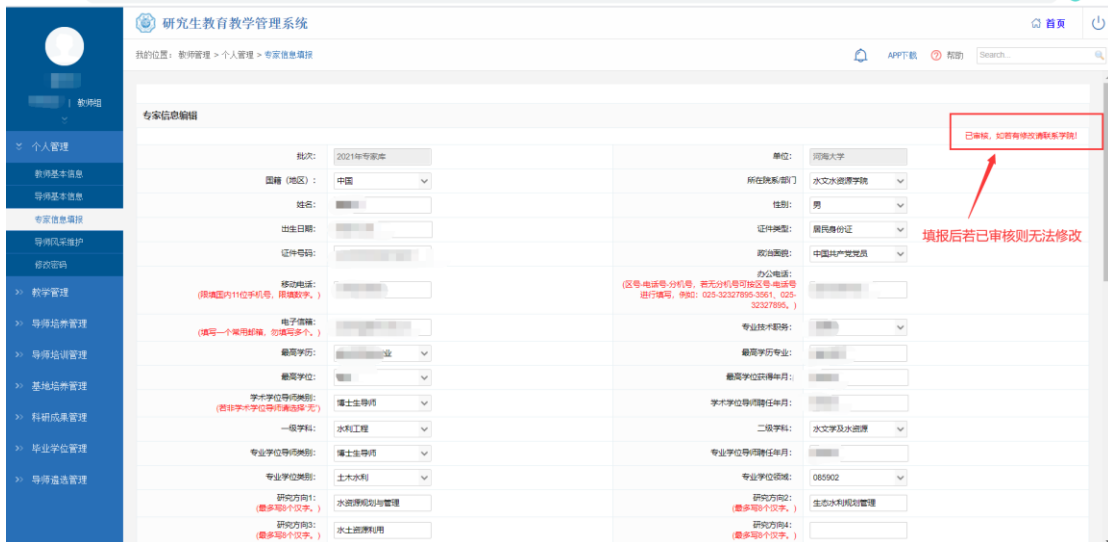 研究生教育教学管理系统
首页
我的位置： 教师管理 > 个人管理 > 专家信息填报
APP下载
帮助
Search...
| 教师组
专家信息编辑
已审核，如若有修改请联系学院!
填报后若已审核则无法修改
个人管理
教师基本信息
导师基本信息
专家信息填报
导师风采维护
修改密码
教学管理
导师培养管理
导师培训管理
基地培养管理
科研成果管理
毕业学位管理
导师遴选管理
批次： 2021年专家库
单位： 河海大学
国籍（地区）： 中国
所在院系/部门 水文水资源学院
姓名：
性别： 男
出生日期：
证件类型： 居民身份证
证件号码：
政治面貌： 中国共产党党员
移动电话：
(限填国内11位手机号，限填数字。)
办公电话：
(区号-电话号-分机号，若无分机号可按区号-电话号
进行填写，例如：025-32327895-3561，025-
32327895。)
电子信箱：
(填写一个常用邮箱，勿填写多个。)
专业技术职务：
最高学历： 业
最高学历专业：
最高学位：
最高学位获得年月：
学术学位导师类别： 博士生导师
(若非学术学位导师请选择“无”)
学术学位导师聘任年月：
一级学科： 水利工程
二级学科： 水文学及水资源
专业学位导师类别： 博士生导师
专业学位导师聘任年月：
专业学位类别： 土木水利
专业学位领域： 085902
研究方向1： 水资源规划与管理
(最多写8个汉字。)
研究方向2： 生态水利规划管理
(最多写8个汉字。)
研究方向3： 水土资源利用
(最多写8个汉字。)
研究方向4：
(最多写8个汉字。)